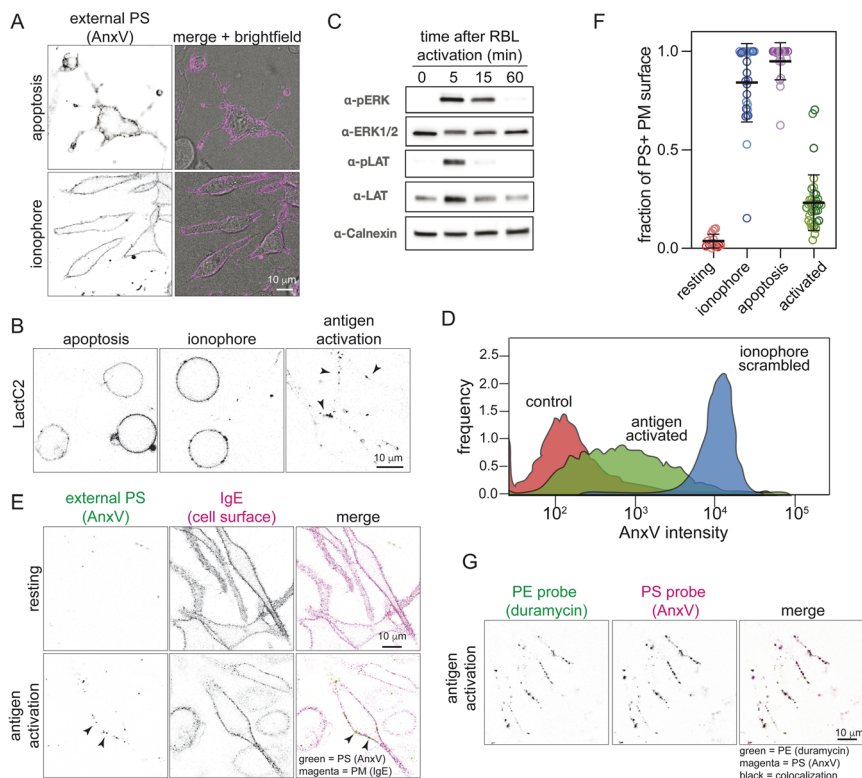 A
external PS
(AnxV)
merge + brightfield
apoptosis
ionophore
10 μm
B
apoptosis
ionophore
antigen
activation
LactC2
10 μm
C
time after RBL
activation (min)
0 5 15 60
α-pERK
α-ERK1/2
α-pLAT
α-LAT
α-Calnexin
D
frequency
2.5
2.0
1.5
1.0
0.5
0.0
control
antigen
activated
ionophore
scrambled
10² 10³ 10⁴ 10⁵
AnxV intensity
E
external PS
(AnxV)
IgE
(cell surface)
merge
resting
10 μm
antigen
activation
green = PS (AnxV)
magenta = PM (IgE)
F
fraction of PS+ PM surface
1.0
0.5
0.0
resting
ionophore
apoptosis
activated
G
PE probe
(duramycin)
PS probe
(AnxV)
merge
antigen
activation
10 μm
green = PE (duramycin)
magenta = PS (AnxV)
black = colocalization